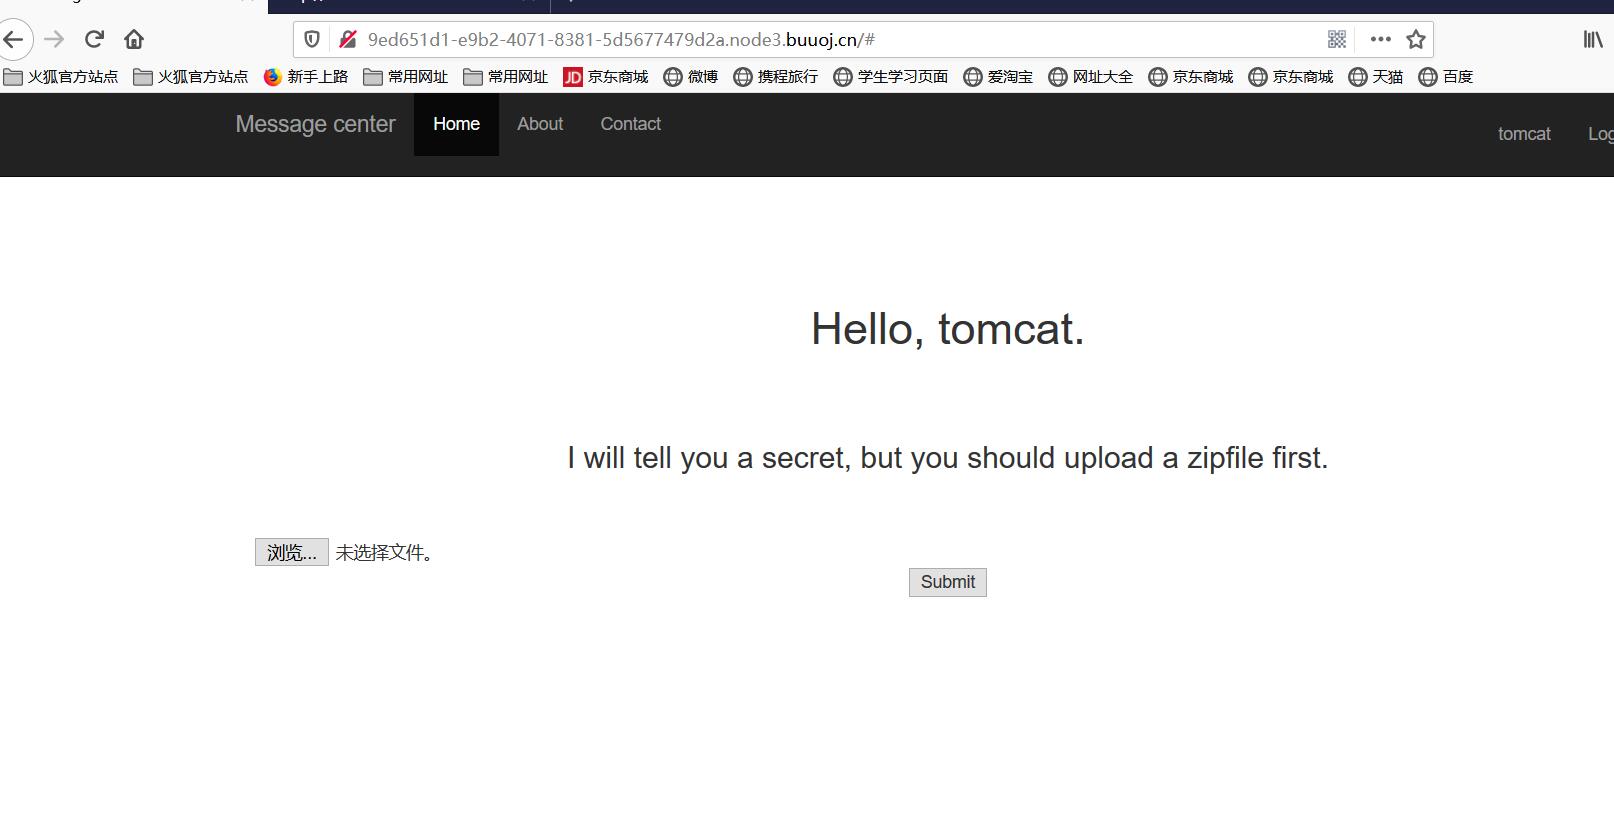 9ed651d1-e9b2-4071-8381-5d5677479d2a.node3.buuoj.cn/#
火狐官方站点 火狐官方站点 新手上路 常用网址 常用网址 JD 京东商城 微博 携程旅行 学生学习页面 爱淘宝 网址大全 京东商城 京东商城 天猫 百度
Message center Home About Contact tomcat Log
Hello, tomcat.
I will tell you a secret, but you should upload a zipfile first.
浏览... 未选择文件。
Submit